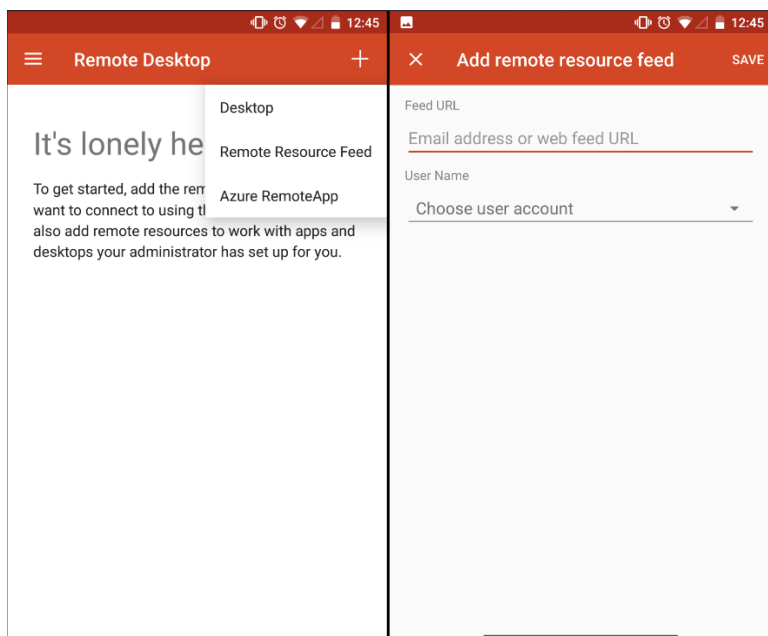 12:45
Remote Desktop
Desktop
Remote Resource Feed
Azure RemoteApp
It's lonely he
To get started, add the rem
want to connect to using th
also add remote resources to work with apps and
desktops your administrator has set up for you.
12:45
Add remote resource feed
SAVE
Feed URL
Email address or web feed URL
User Name
Choose user account